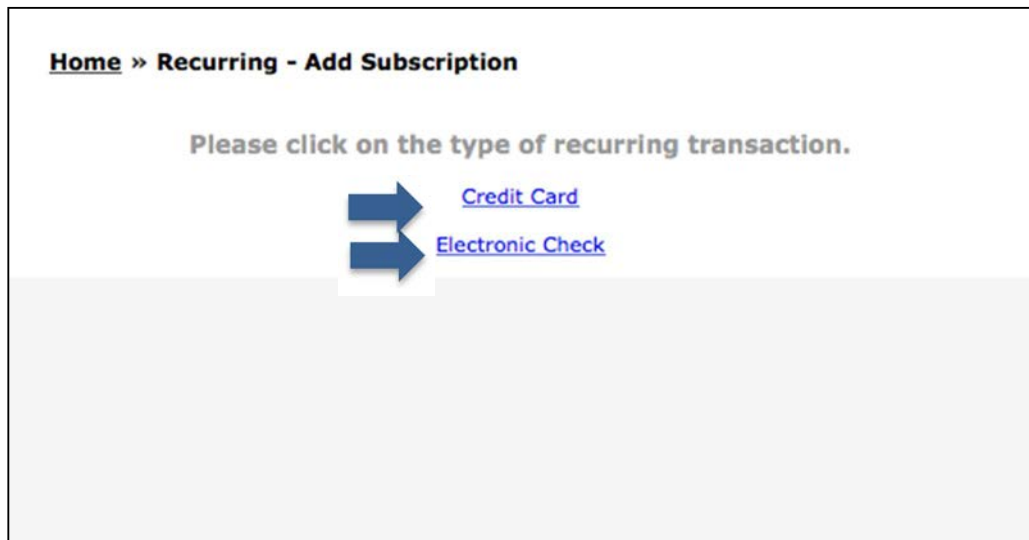 Home » Recurring - Add Subscription
Please click on the type of recurring transaction.
Credit Card
Electronic Check